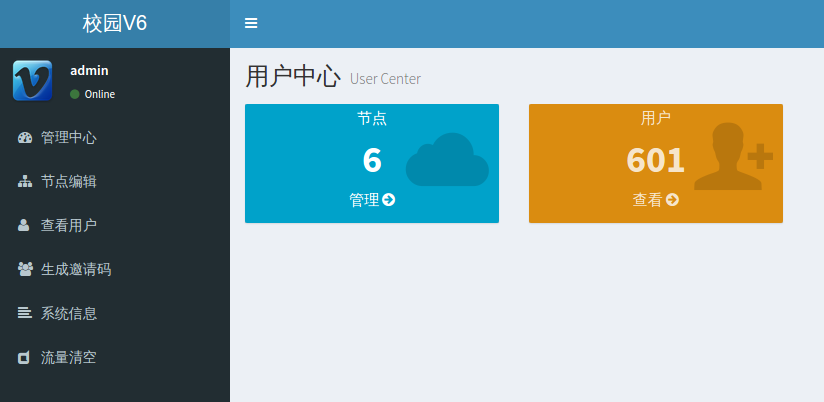 校园V6
admin
Online
管理中心
节点编辑
查看用户
生成邀请码
系统信息
流量清空
用户中心 User Center
节点
6
管理
用户
601
查看